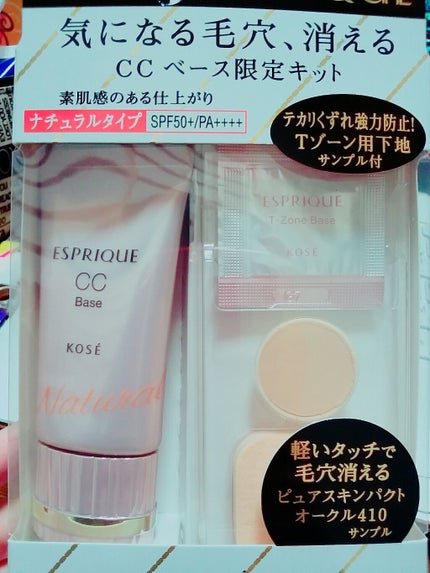 気になる毛穴、消える
CC ベース限定キット
素肌感のある仕上がり
ナチュラルタイプ SPF50+/PA++++
テカリくずれ強力防止!
Tゾーン用下地
サンプル付
ESPRIQUE
T-Zone Base
KOSÉ
ESPRIQUE
CC
Base
KOSÉ
Natural
軽いタッチで
毛穴消える
ピュアスキンパクト
オークル410
サンプル